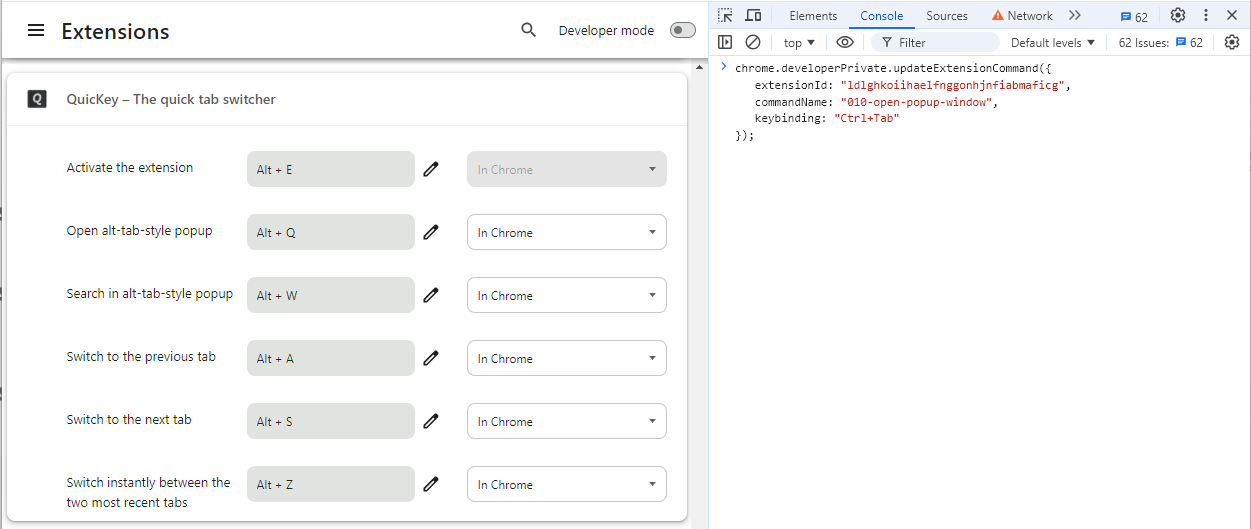 Extensions
Developer mode
Q
QuicKey – The quick tab switcher
Activate the extension
Alt + E
In Chrome
Open alt-tab-style popup
Alt + Q
In Chrome
Search in alt-tab-style popup
Alt + W
In Chrome
Switch to the previous tab
Alt + A
In Chrome
Switch to the next tab
Alt + S
In Chrome
Switch instantly between the
two most recent tabs
Alt + Z
In Chrome
Elements
Console
Sources
Network
62
top
Filter
Default levels
62 Issues:
62
chrome.developerPrivate.updateExtensionCommand({
extensionId: "ldlghkoiihaelfnggonhjnfiabmaficg",
commandName: "010-open-popup-window",
keybinding: "Ctrl+Tab"
});